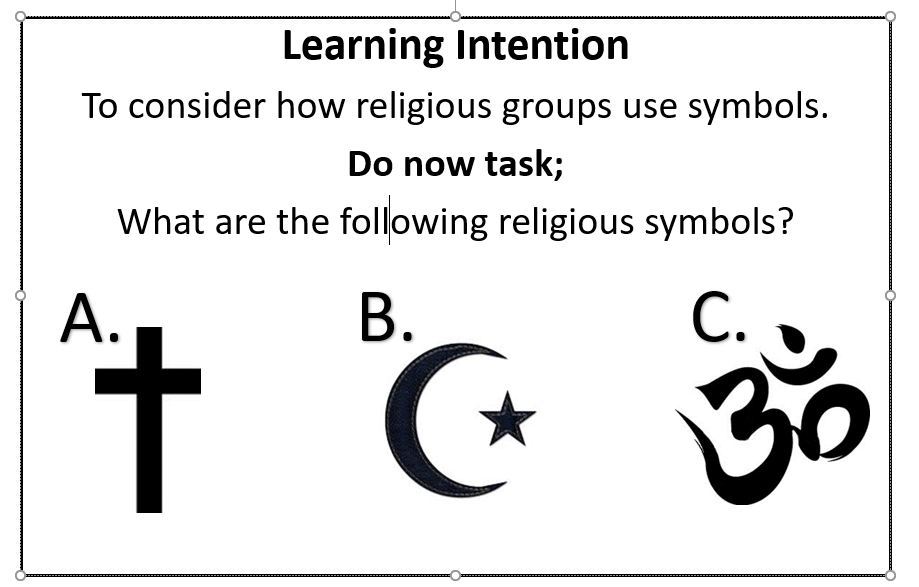 Learning Intention
To consider how religious groups use symbols.
Do now task;
What are the following religious symbols?
A. B. C.
ॐ